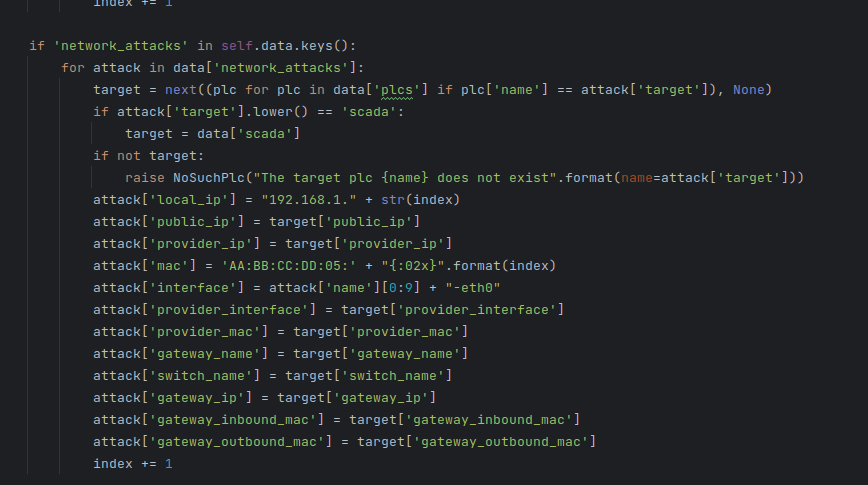 index += 1
if 'network_attacks' in self.data.keys():
for attack in data['network_attacks']:
target = next((plc for plc in data['plcs'] if plc['name'] == attack['target']), None)
if attack['target'].lower() == 'scada':
target = data['scada']
if not target:
raise NoSuchPlc("The target plc {name} does not exist".format(name=attack['target']))
attack['local_ip'] = "192.168.1." + str(index)
attack['public_ip'] = target['public_ip']
attack['provider_ip'] = target['provider_ip']
attack['mac'] = 'AA:BB:CC:DD:05:' + "{:02x}".format(index)
attack['interface'] = attack['name'][0:9] + "-eth0"
attack['provider_interface'] = target['provider_interface']
attack['provider_mac'] = target['provider_mac']
attack['gateway_name'] = target['gateway_name']
attack['switch_name'] = target['switch_name']
attack['gateway_ip'] = target['gateway_ip']
attack['gateway_inbound_mac'] = target['gateway_inbound_mac']
attack['gateway_outbound_mac'] = target['gateway_outbound_mac']
index += 1